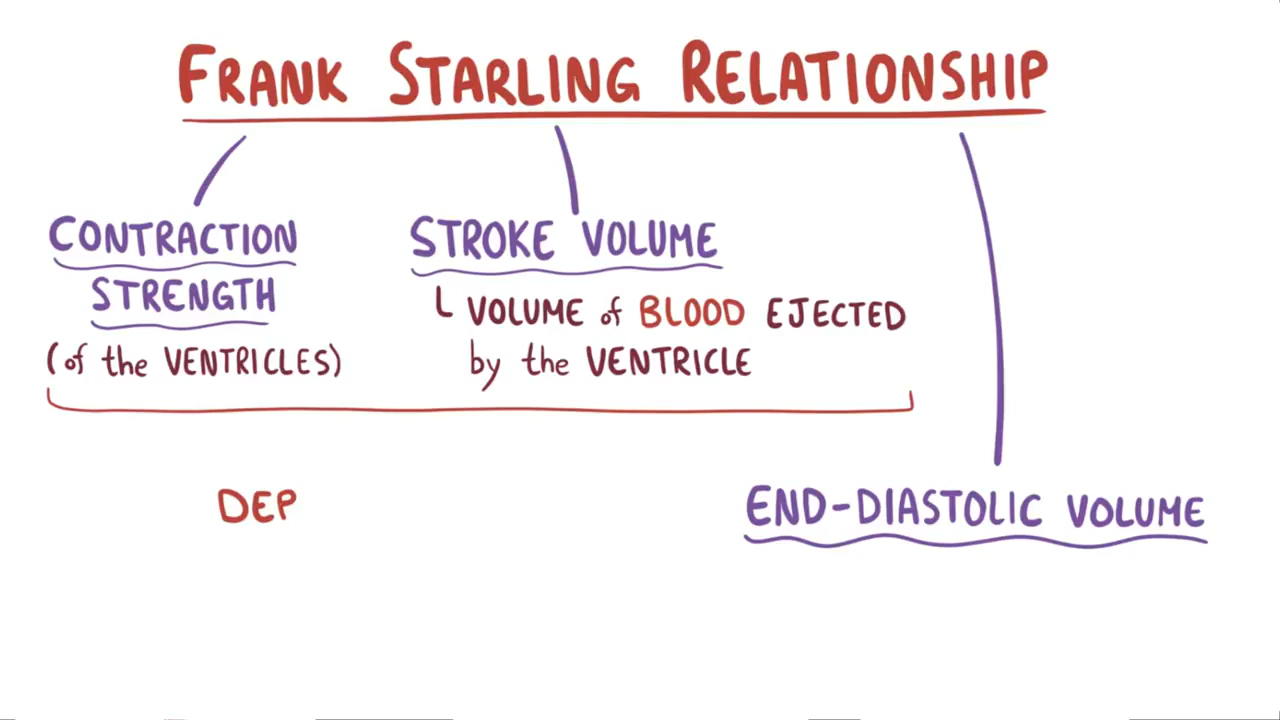 FRANK STARLING RELATIONSHIP
CONTRACTION
STRENGTH
(of the VENTRICLES)
STROKE VOLUME
VOLUME of BLOOD EJECTED
by the VENTRICLE
DEP
END-DIASTOLIC VOLUME